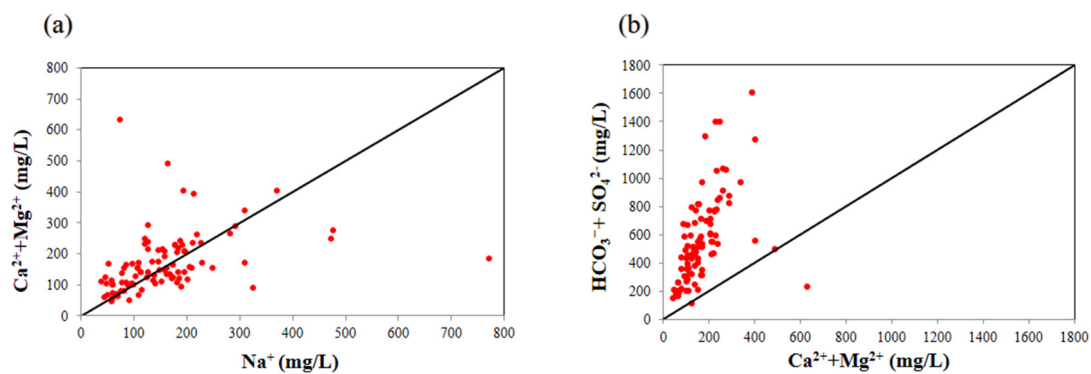 (a)
800
700
600
500
400
300
200
100
0
0 100 200 300 400 500 600 700 800
Ca²⁺+Mg²⁺ (mg/L)
Na⁺ (mg/L)
(b)
1800
1600
1400
1200
1000
800
600
400
200
0
0 200 400 600 800 1000 1200 1400 1600 1800
HCO₃⁻+ SO₄²⁻ (mg/L)
Ca²⁺+Mg²⁺ (mg/L)